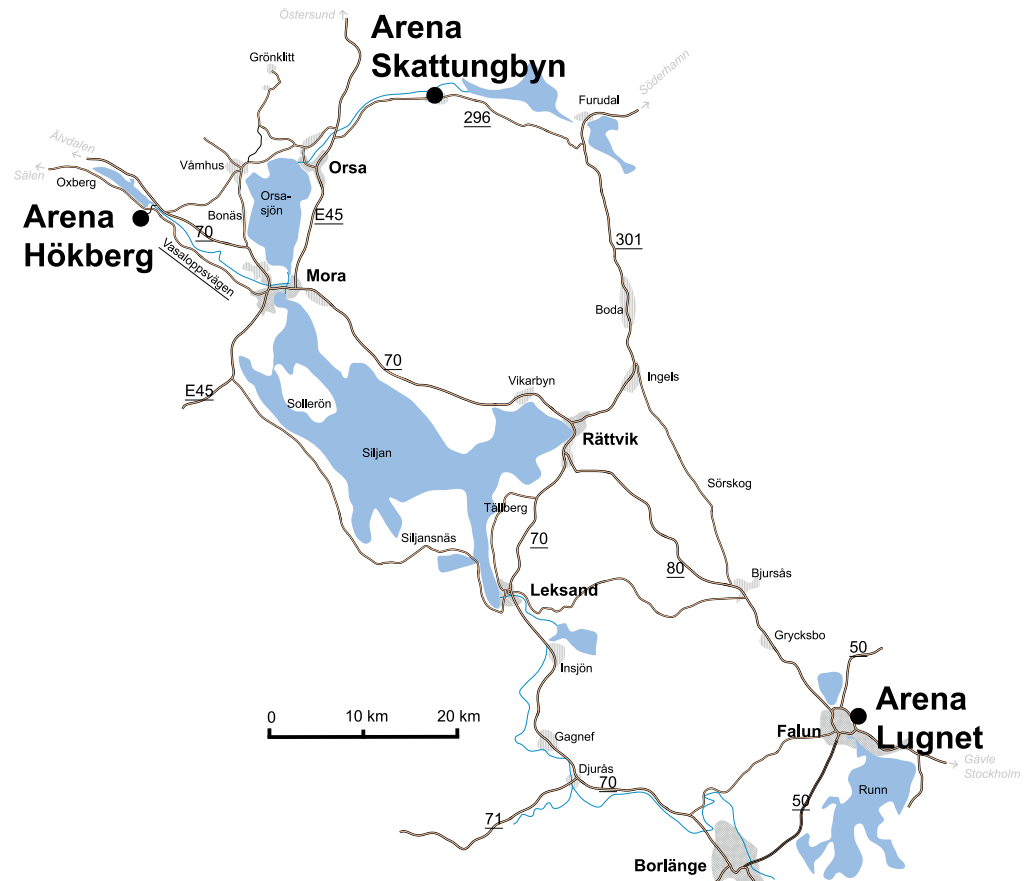 Östersund
Arena
Skattungbyn
Grönklitt
Söderhamn
Furudal
296
Älvdalen
Sälen
Oxberg
Våmhus
Orsa
Orsa-
sjön
Bonäs
E45
Arena
Hökberg
70
Vasaloppsvägen
301
Mora
Boda
70
E45
Vikarbyn
Ingels
Sollerön
Rättvik
Siljan
Sörskog
Tällberg
Siljansnäs
70
80
Bjursås
Leksand
Grycksbo
50
Insjön
0
10 km
20 km
Arena
Lugnet
Falun
Gagnef
Gävle
Stockholm
Djurås
70
Runn
50
71
Borlänge